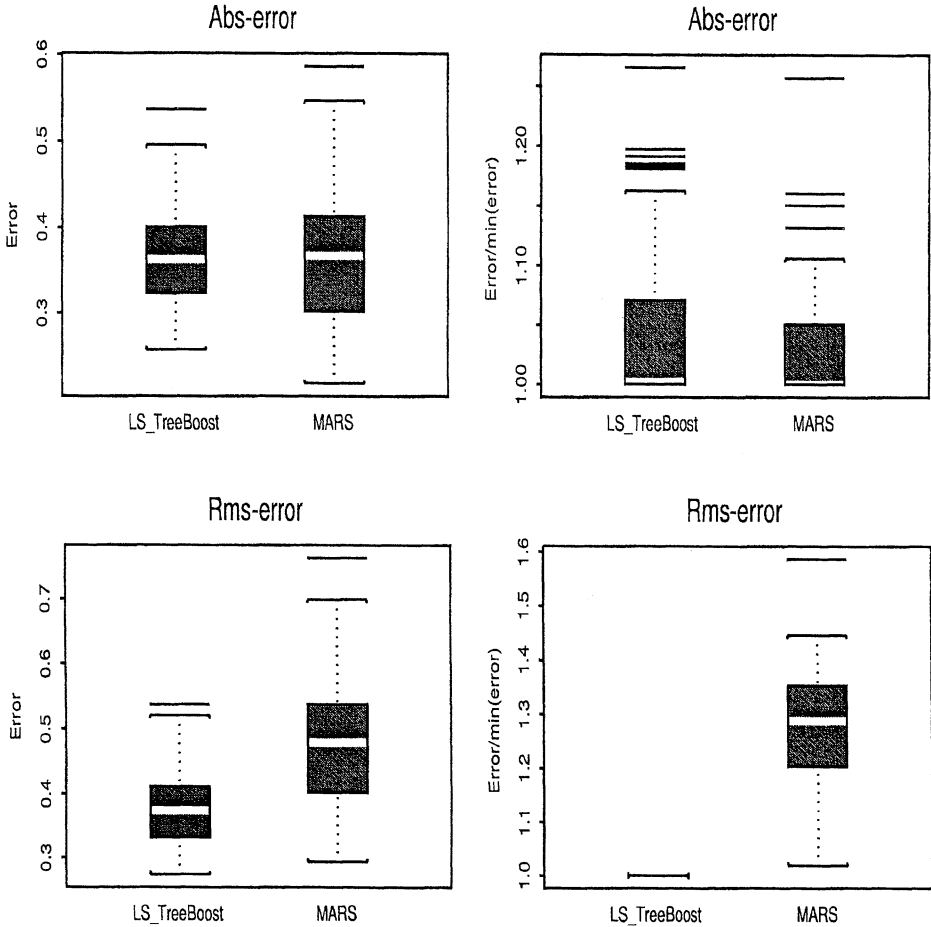 Abs-error
Error
0.6
0.5
0.4
0.3
LS_TreeBoost MARS
Abs-error
Error/min(error)
1.20
1.10
1.00
LS_TreeBoost MARS
Rms-error
Error
0.7
0.6
0.5
0.4
0.3
LS_TreeBoost MARS
Rms-error
Error/min(error)
1.6
1.5
1.4
1.3
1.2
1.1
1.0
LS_TreeBoost MARS